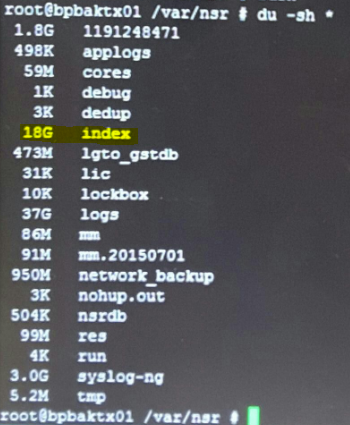 root@bpbaktx01 /var/nsr # du -sh *
1.8G 1191248471
498K applogs
59M cores
1K debug
3K dedup
18G index
473M lgto_gstdb
31K lic
10K lockbox
37G logs
86M mm
91M mm.20150701
950M network_backup
3K nohup.out
504K nsrdb
99M res
4K run
3.0G syslog-ng
5.2M tmp
root@bpbaktx01 /var/nsr #